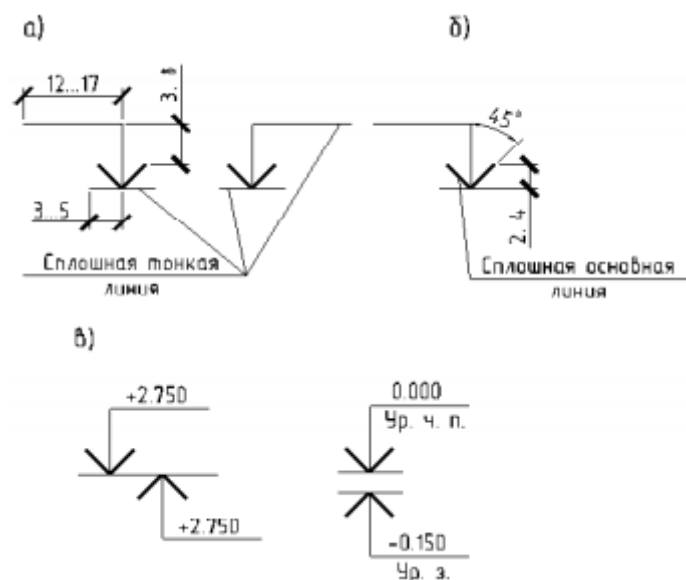 а)
б)
12...17
3...8
45°
3...5
2...4
Сплошная тонкая
линия
Сплошная основная
линия
в)
+2.750
+2.750
0.000
Ур. ч. п.
-0.150
Ур. з.